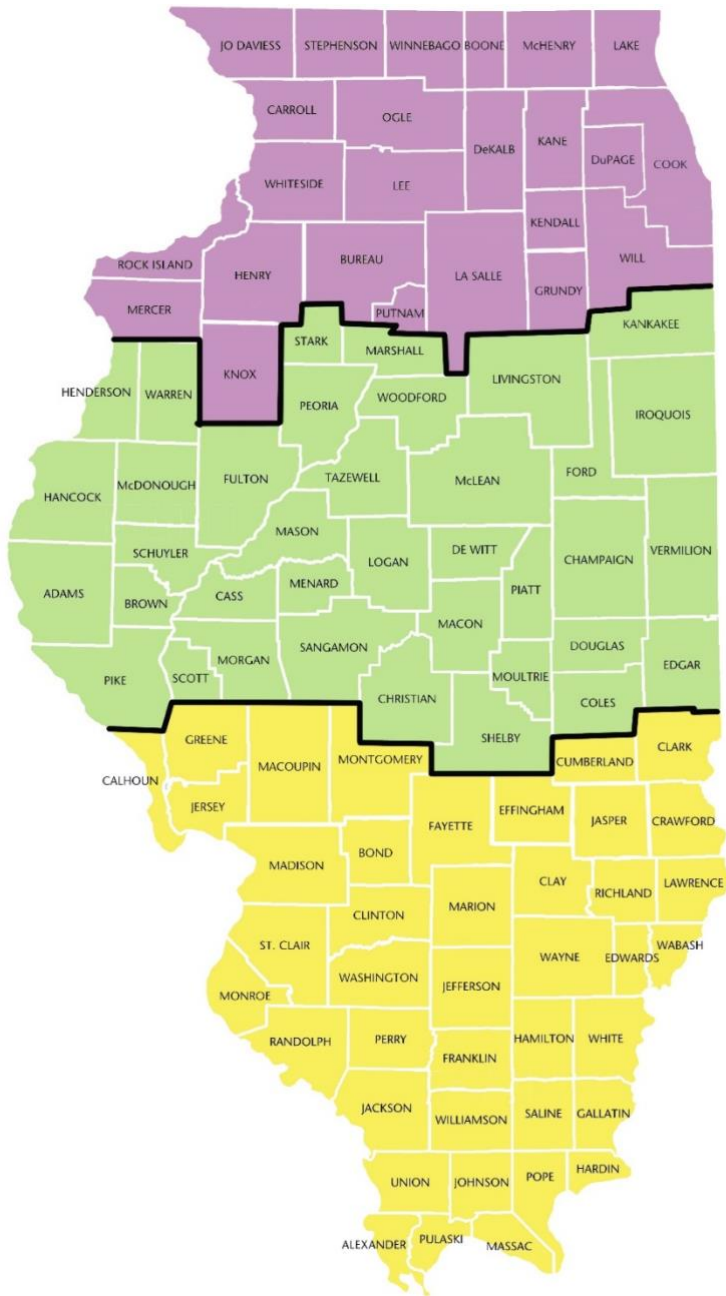 JO DAVIESS
STEPHENSON
WINNEBAGO
BOONE
McHENRY
LAKE
CARROLL
OGLE
DeKALB
KANE
DuPAGE
COOK
WHITESIDE
LEE
KENDALL
ROCK ISLAND
HENRY
BUREAU
LA SALLE
WILL
MERCER
PUTNAM
GRUNDY
KNOX
STARK
MARSHALL
KANKAKEE
HENDERSON
WARREN
PEORIA
WOODFORD
LIVINGSTON
IROQUOIS
HANCOCK
McDONOUGH
FULTON
TAZEWELL
McLEAN
FORD
MASON
SCHUYLER
LOGAN
DE WITT
CHAMPAIGN
VERMILION
ADAMS
BROWN
CASS
MENARD
PIATT
MACON
PIKE
SCOTT
MORGAN
SANGAMON
DOUGLAS
EDGAR
CHRISTIAN
MOULTRIE
COLES
SHELBY
GREENE
CALHOUN
MACOUPIN
MONTGOMERY
CUMBERLAND
CLARK
JERSEY
FAYETTE
EFFINGHAM
JASPER
CRAWFORD
MADISON
BOND
CLAY
RICHLAND
LAWRENCE
CLINTON
MARION
ST. CLAIR
WAYNE
EDWARDS
WABASH
WASHINGTON
JEFFERSON
MONROE
RANDOLPH
PERRY
FRANKLIN
HAMILTON
WHITE
JACKSON
WILLIAMSON
SALINE
GALLATIN
UNION
JOHNSON
POPE
HARDIN
ALEXANDER
PULASKI
MASSAC